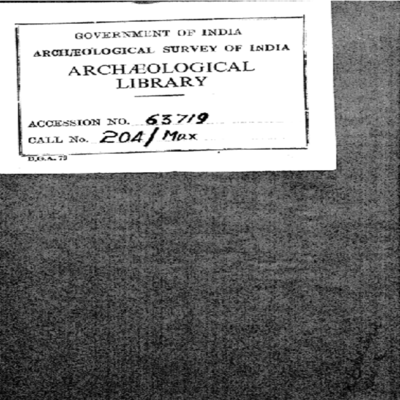 GOVERNMENT OF INDIA
ARCHÆOLOGICAL SURVEY OF INDIA
ARCHÆOLOGICAL
LIBRARY
ACCESSION NO. 63719
CALL No. 204/Max
D.G.A. 79